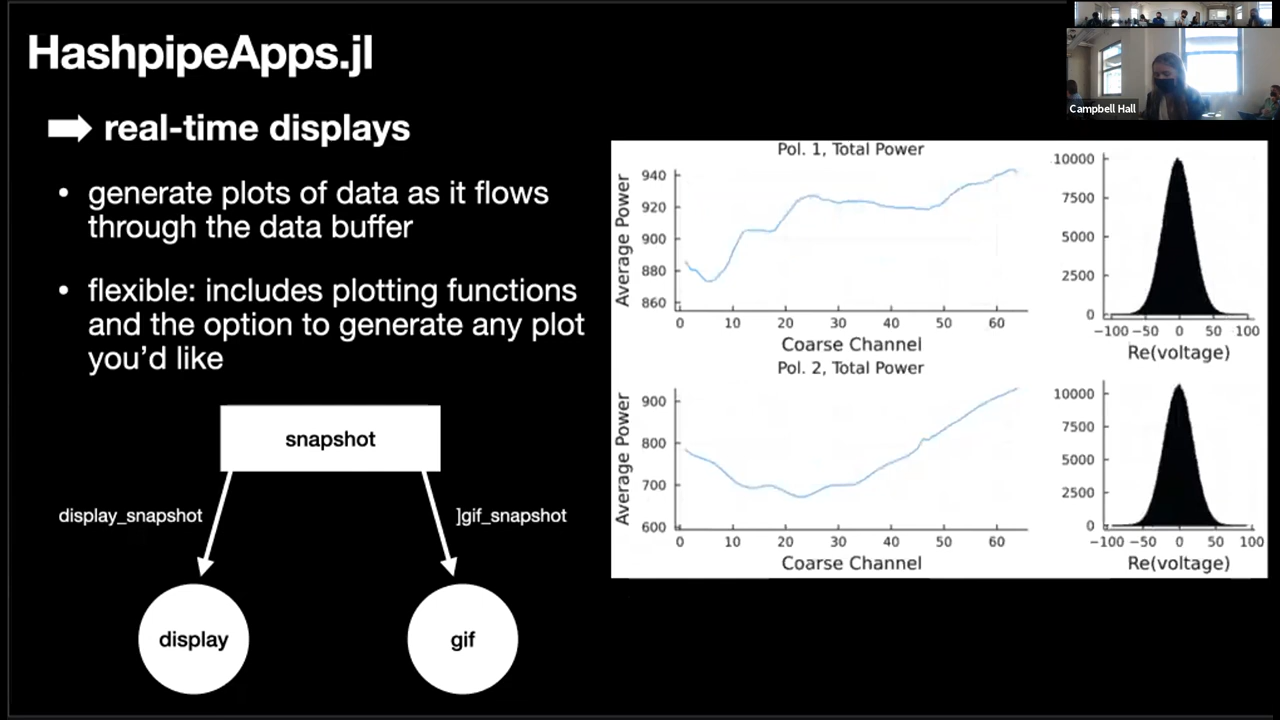 HashpipeApps.jl
real-time displays
• generate plots of data as it flows
through the data buffer
• flexible: includes plotting functions
and the option to generate any plot
you’d like
snapshot
display_snapshot
]gif_snapshot
display
gif
Campbell Hall
Pol. 1, Total Power
Average Power
940
920
900
880
860
0 10 20 30 40 50 60
Coarse Channel
10000
7500
5000
2500
0
−100 −50 0 50 100
Re(voltage)
Pol. 2, Total Power
Average Power
900
800
700
600
0 10 20 30 40 50 60
Coarse Channel
10000
7500
5000
2500
0
−100 −50 0 50 100
Re(voltage)